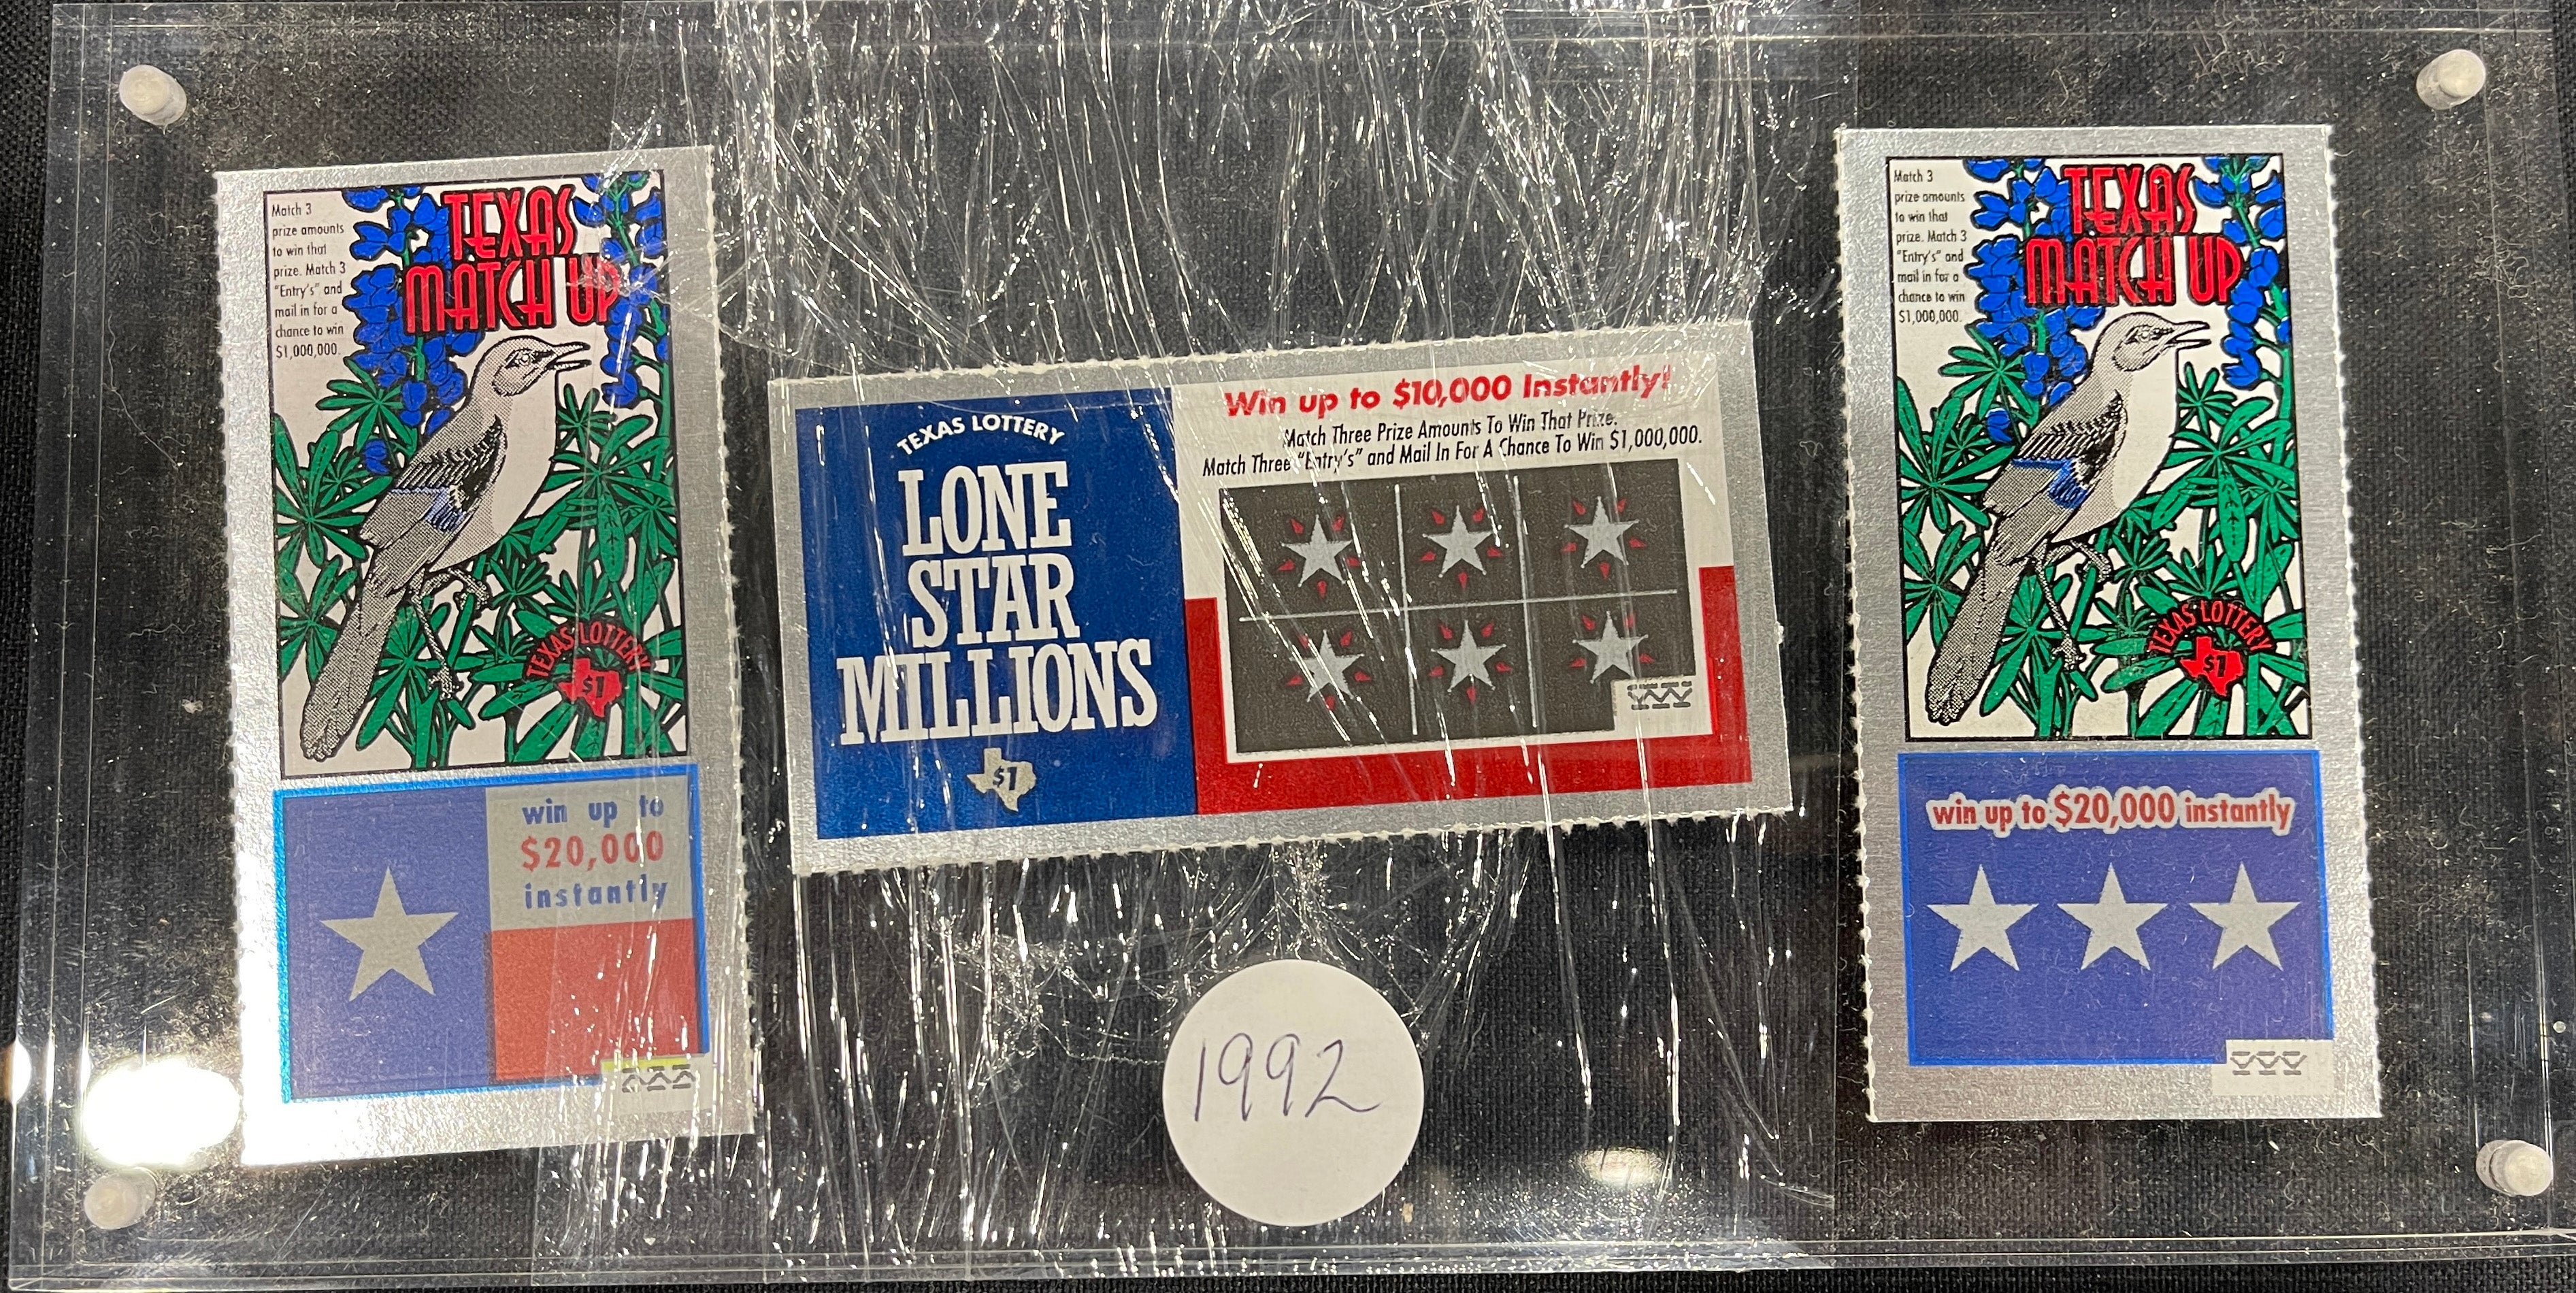 Match 3
prize amounts
to win that
prize. Match 3
"Entry's" and
mail in for a
chance to win
$1,000,000.
TEXAS
MATCH UP
TEXAS LOTTERY
$1
win up to
$20,000
instantly
TEXAS LOTTERY
LONE
STAR
MILLIONS
$1
Win up to $10,000 Instantly!
Match Three Prize Amounts To Win That Prize.
Match Three "Entry's" and Mail In For A Chance To Win $1,000,000.
1992
Match 3
prize amounts
to win that
prize. Match 3
"Entry's" and
mail in for a
chance to win
$1,000,000.
TEXAS
MATCH UP
TEXAS LOTTERY
$1
win up to $20,000 instantly